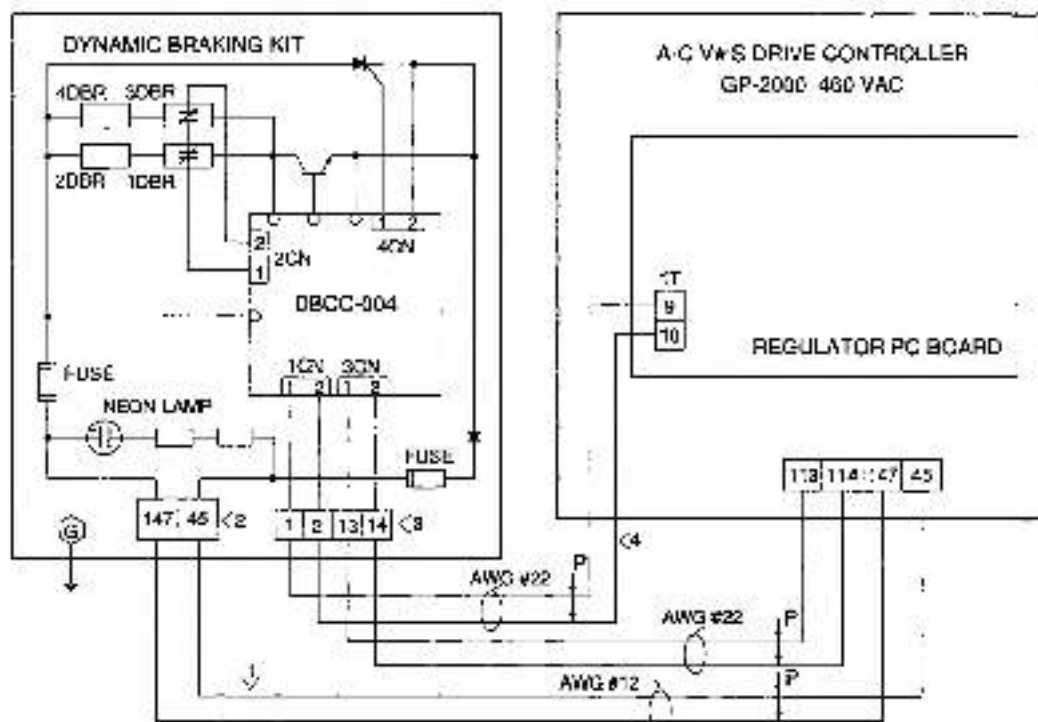 DYNAMIC BRAKING KIT
A-C V*S DRIVE CONTROLLER
GP-2000 460 VAC
4DBR 3DBR
2DBR 1DBR
1 2
4CN
2
2CN
1
DBCC-004
1CN 3CN
1 2 1 2
9
10
REGULATOR PC BOARD
FUSE
NEON LAMP
FUSE
113 114 147 45
147 45 <2
1 2 13 14 <3
G
<4
AWG #22 P
AWG #22 P
1
AWG #12 P